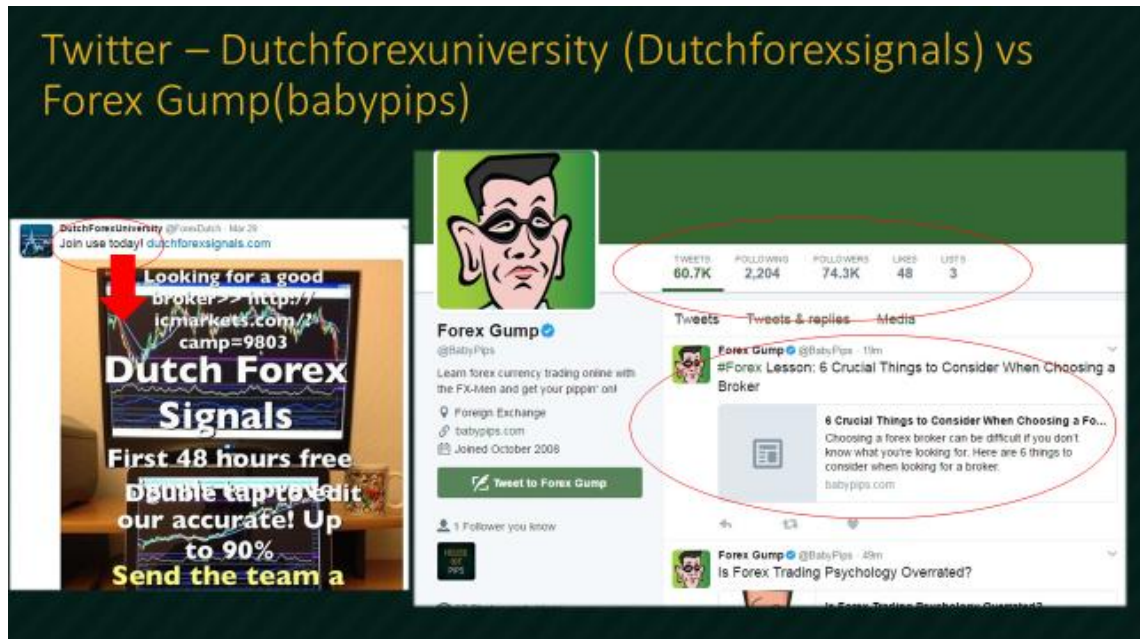 Twitter – Dutchforexuniversity (Dutchforexsignals) vs
Forex Gump(babypips)
DutchForexUniversity @ForexDutch · Mar 29
Join use today! dutchforexsignals.com
Looking for a good
broker>> http://
icmarkets.com/?
camp=9803
Dutch Forex
Signals
First 48 hours free
Double tap to edit
our accurate! Up
to 90%
Send the team a
TWEETS FOLLOWING FOLLOWERS LIKES LISTS
60.7K 2,204 74.3K 48 3
Forex Gump
@BabyPips
Learn forex currency trading online with
the FX-Men and get your pippin' on!
Foreign Exchange
babypips.com
Joined October 2008
Tweet to Forex Gump
1 Follower you know
PIPS
Tweets Tweets & replies Media
Forex Gump @BabyPips · 19m
#Forex Lesson: 6 Crucial Things to Consider When Choosing a
Broker
6 Crucial Things to Consider When Choosing a Fo...
Choosing a forex broker can be difficult if you don't
know what you're looking for. Here are 6 things to
consider when looking for a broker.
babypips.com
Forex Gump @BabyPips · 49m
Is Forex Trading Psychology Overrated?
Is Forex Trading Psychology Overrated?